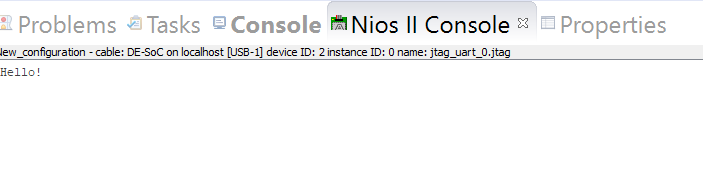 Problems Tasks Console Nios II Console Properties
New_configuration - cable: DE-SoC on localhost [USB-1] device ID: 2 instance ID: 0 name: jtag_uart_0.jtag
Hello!